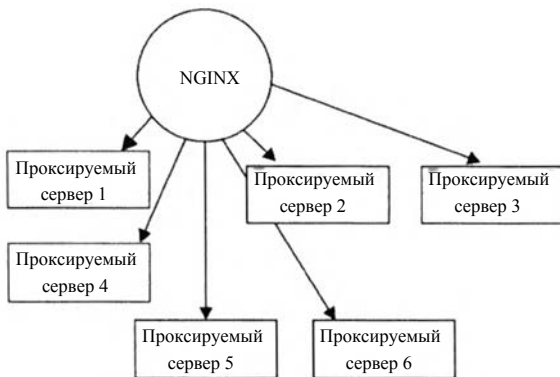 NGINX
Проксируемый
сервер 1
Проксируемый
сервер 2
Проксируемый
сервер 3
Проксируемый
сервер 4
Проксируемый
сервер 5
Проксируемый
сервер 6